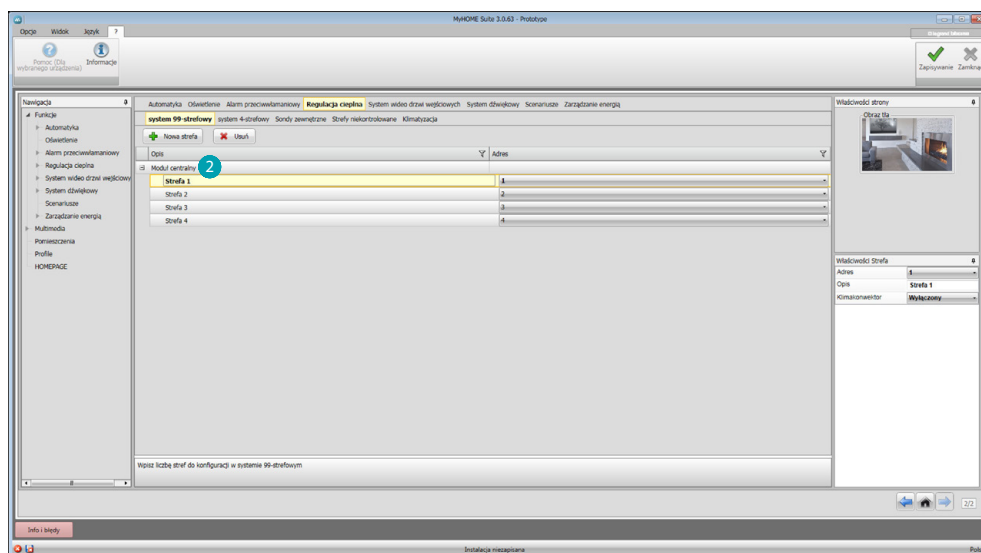 MyHOME Suite 3.0.63 - Prototype
Opcje Widok Język ?
Pomoc (Dla wybranego urządzenia)
Informacje
Zapisywanie
Nawigacja
Funkcje
Automatyka
Oświetlenie
Alarm przeciwwłamaniowy
Regulacja cieplna
System wideo drzwi wejściowy
System dźwiękowy
Scenariusze
Zarządzanie energią
Multimedia
Pomieszczenia
Profile
HOMEPAGE
Automatyka Oświetlenie Alarm przeciwwłamaniowy Regulacja cieplna System wideo drzwi wejściowych System dźwiękowy Scenariusze Zarządzanie energią
system 99-strefowy system 4-strefowy Sondy zewnętrzne Strefy niekontrolowane Klimatyzacja
Nowa strefa Usuń
Opis Adres
Moduł centralny 2
Strefa 1 1
Strefa 2 2
Strefa 3 3
Strefa 4 4
Wpisz liczbę stref do konfiguracji w systemie 99-strefowym
Właściwości strony
Obraz tła
Właściwości Strefa
Adres 1
Opis Strefa 1
Klimakonwektor Wyłączony
2/2
Info i błędy
Instalacja niezapisana